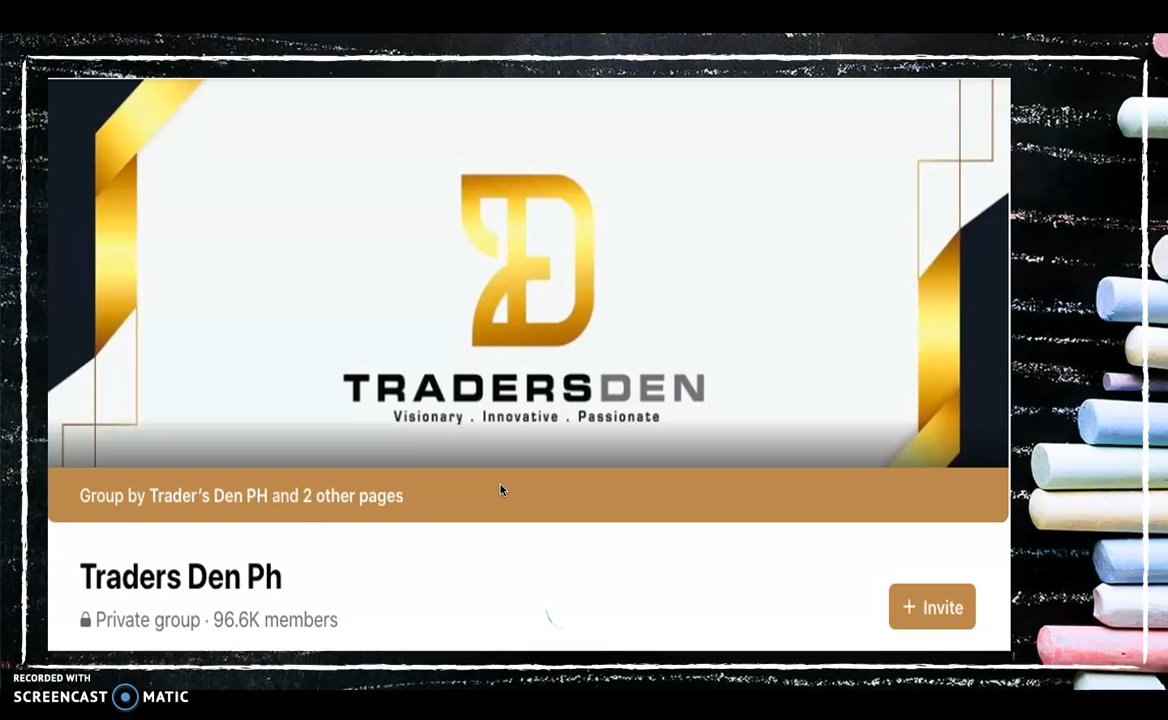 TRADERSDEN
Visionary . Innovative . Passionate
Group by Trader's Den PH and 2 other pages
Traders Den Ph
Private group · 96.6K members
+ Invite
RECORDED WITH
SCREENCAST MATIC